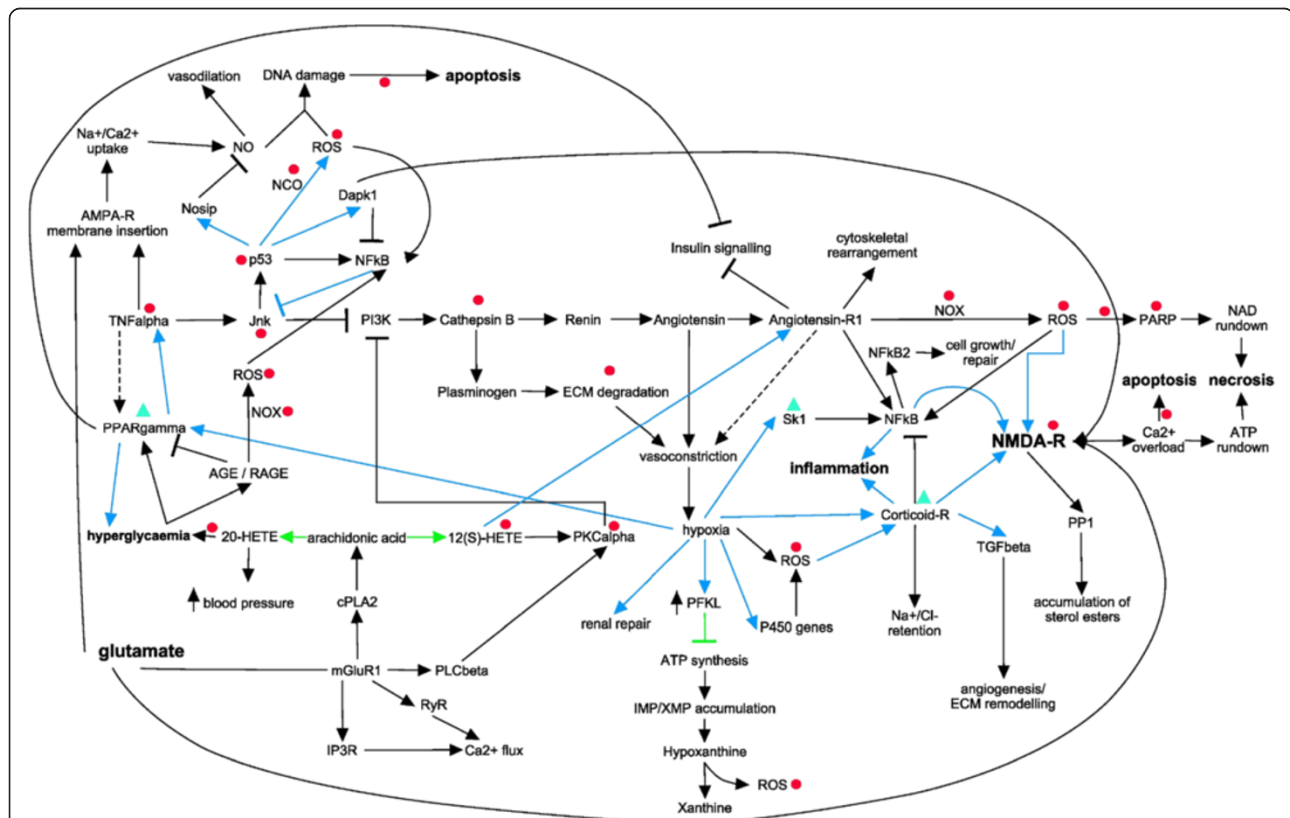 vasodilation
DNA damage
apoptosis
Na+/Ca2+
uptake
NO
ROS
NCO
Dapk1
Nosip
AMPA-R
membrane insertion
p53
NFkB
Insulin signalling
cytoskeletal
rearrangement
TNFalpha
Jnk
PI3K
Cathepsin B
Renin
Angiotensin
Angiotensin-R1
NOX
ROS
PARP
NAD
rundown
NFkB2
cell growth/
repair
ROS
NOX
Plasminogen
ECM degradation
Sk1
NFkB
apoptosis
necrosis
PPARgamma
AGE / RAGE
vasoconstriction
inflammation
NMDA-R
Ca2+
overload
ATP
rundown
hyperglycaemia
20-HETE
arachidonic acid
12(S)-HETE
PKCalpha
hypoxia
Corticoid-R
PP1
ROS
TGFbeta
blood pressure
cPLA2
renal repair
PFKL
P450 genes
Na+/Cl-
retention
accumulation of
sterol esters
glutamate
mGluR1
PLCbeta
ATP synthesis
RyR
IMP/XMP accumulation
angiogenesis/
ECM remodelling
IP3R
Ca2+ flux
Hypoxanthine
ROS
Xanthine